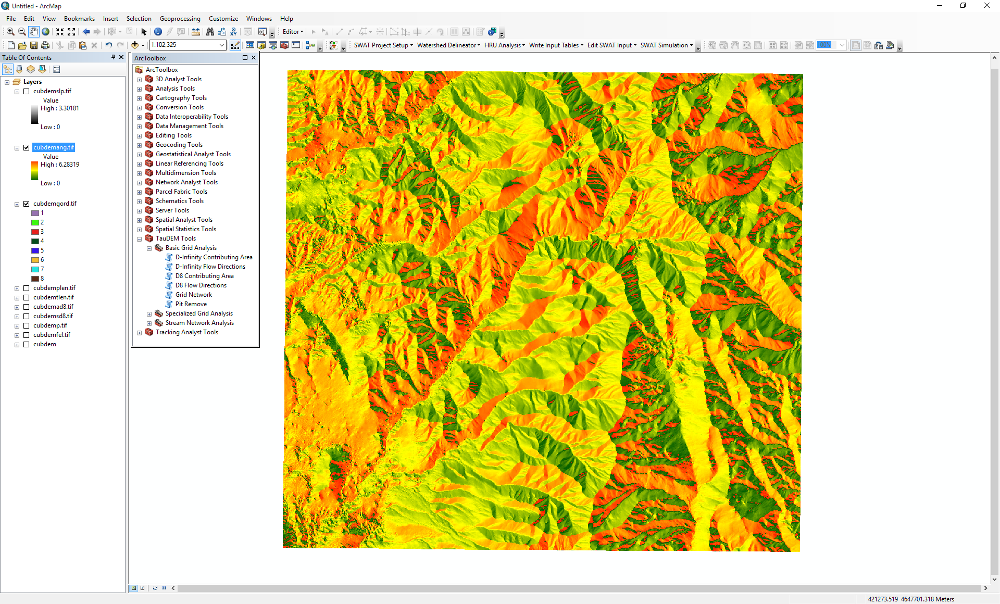 Untitled - ArcMap
File Edit View Bookmarks Insert Selection Geoprocessing Customize Windows Help
Editor
1:102,325 SWAT Project Setup Watershed Delineator HRU Analysis Write Input Tables Edit SWAT Input SWAT Simulation 100%
Table Of Contents
Layers
cubdemslp.tif
Value
High : 3.30181
Low : 0
cubdemang.tif
Value
High : 6.28319
Low : 0
cubdemgord.tif
1
2
3
4
5
6
7
8
cubdemplen.tif
cubdemtlen.tif
cubdemad8.tif
cubdemsd8.tif
cubdemp.tif
cubdemfel.tif
cubdem
ArcToolbox
ArcToolbox
3D Analyst Tools
Analysis Tools
Cartography Tools
Conversion Tools
Data Interoperability Tools
Data Management Tools
Editing Tools
Geocoding Tools
Geostatistical Analyst Tools
Linear Referencing Tools
Multidimension Tools
Network Analyst Tools
Parcel Fabric Tools
Schematics Tools
Server Tools
Spatial Analyst Tools
Spatial Statistics Tools
TauDEM Tools
Basic Grid Analysis
D-Infinity Contributing Area
D-Infinity Flow Directions
D8 Contributing Area
D8 Flow Directions
Grid Network
Pit Remove
Specialized Grid Analysis
Stream Network Analysis
Tracking Analyst Tools
421273.519 4647701.318 Meters